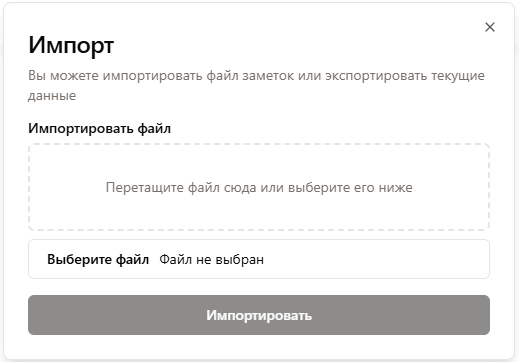 Импорт
Вы можете импортировать файл заметок или экспортировать текущие
данные
Импортировать файл
Перетащите файл сюда или выберите его ниже
Выберите файл Файл не выбран
Импортировать